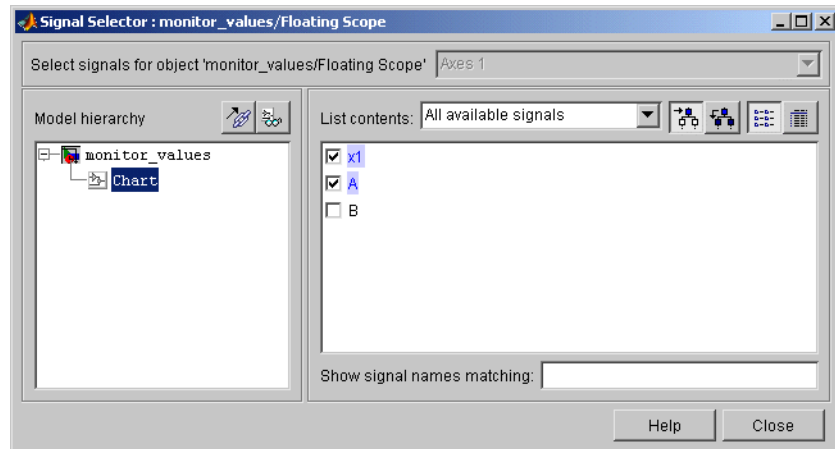 Signal Selector : monitor_values/Floating Scope
Select signals for object 'monitor_values/Floating Scope' Axes 1
Model hierarchy
List contents: All available signals
monitor_values
Chart
x1
A
B
Show signal names matching:
Help Close